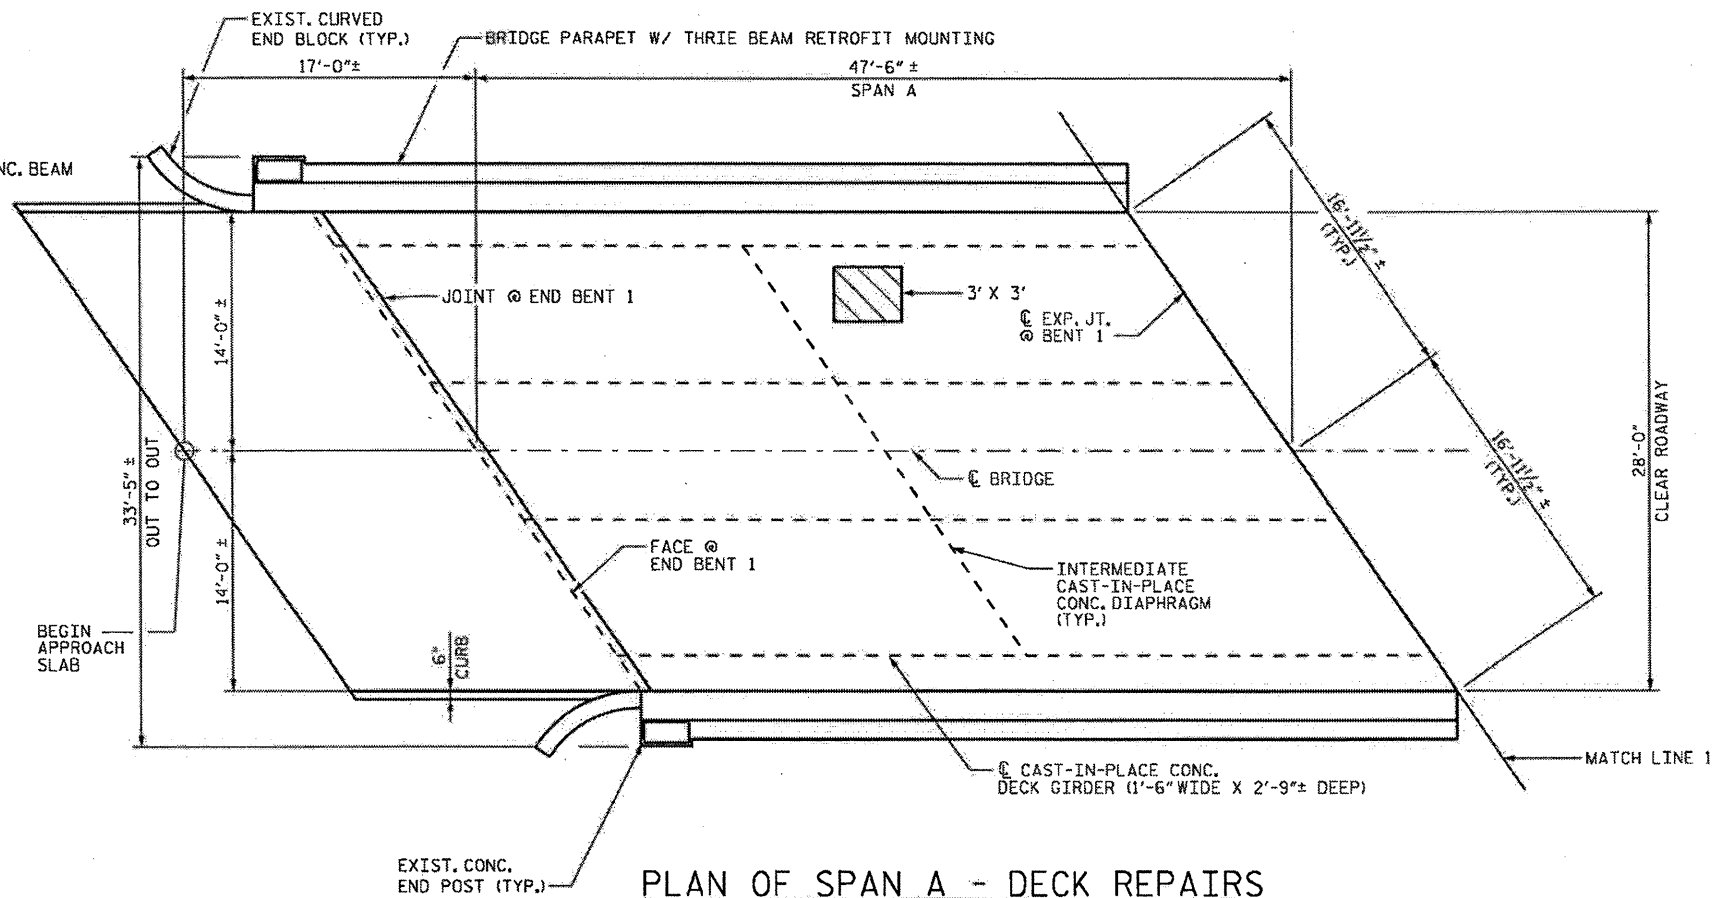 EXIST. CURVED
END BLOCK (TYP.)
BRIDGE PARAPET W/ THRIE BEAM RETROFIT MOUNTING
17'-0"±
47'-6" ±
SPAN A
NC. BEAM
16'-11½" ±
(TYP.)
JOINT @ END BENT 1
3' X 3'
℄ EXP. JT.
@ BENT 1
14'-0" ±
33'-5" ±
OUT TO OUT
℄ BRIDGE
28'-0"
CLEAR ROADWAY
16'-11½" ±
(TYP.)
FACE @
END BENT 1
14'-0" ±
INTERMEDIATE
CAST-IN-PLACE
CONC. DIAPHRAGM
(TYP.)
BEGIN
APPROACH
SLAB
6"
CURB
MATCH LINE 1
℄ CAST-IN-PLACE CONC.
DECK GIRDER (1'-6" WIDE X 2'-9"± DEEP)
EXIST. CONC.
END POST (TYP.)
PLAN OF SPAN A - DECK REPAIRS